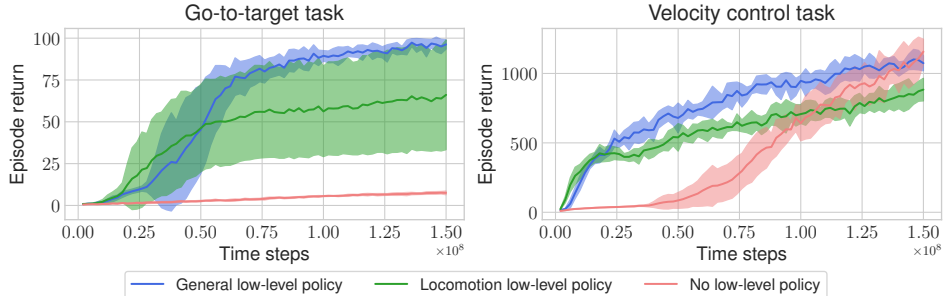 Go-to-target task
Episode return
100
75
50
25
0
0.00 0.25 0.50 0.75 1.00 1.25 1.50
×10⁸
Time steps
Velocity control task
Episode return
1000
500
0
0.00 0.25 0.50 0.75 1.00 1.25 1.50
×10⁸
Time steps
General low-level policy Locomotion low-level policy No low-level policy